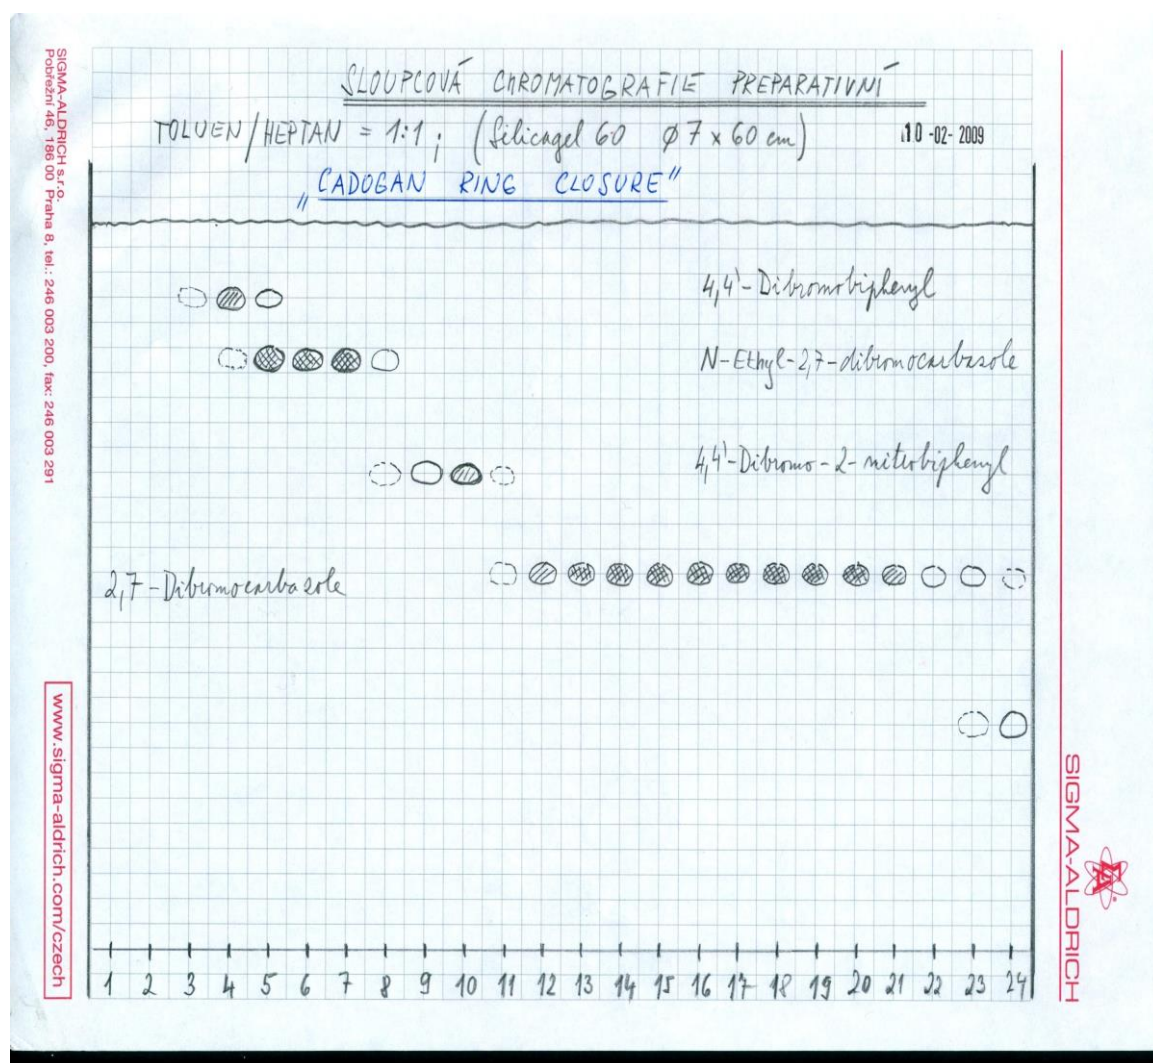 SLOUPCOVÁ CHROMATOGRAFIE PREPARATIVNÍ
TOLUEN/HEPTAN = 1:1; (Silicagel 60 Ø 7 x 60 cm)
10 -02- 2009
"CADOGAN RING CLOSURE"
4,4'-Dibromobiphenyl
N-Ethyl-2,7-dibromocarbazole
4,4'-Dibromo-2-nitrobiphenyl
2,7-Dibromocarbazole
1 2 3 4 5 6 7 8 9 10 11 12 13 14 15 16 17 18 19 20 21 22 23 24
SIGMA-ALDRICH s.r.o.
Pobřežní 46, 186 00 Praha 8, tel.: 246 003 200, fax: 246 003 291
www.sigma-aldrich.com/czech
SIGMA-ALDRICH